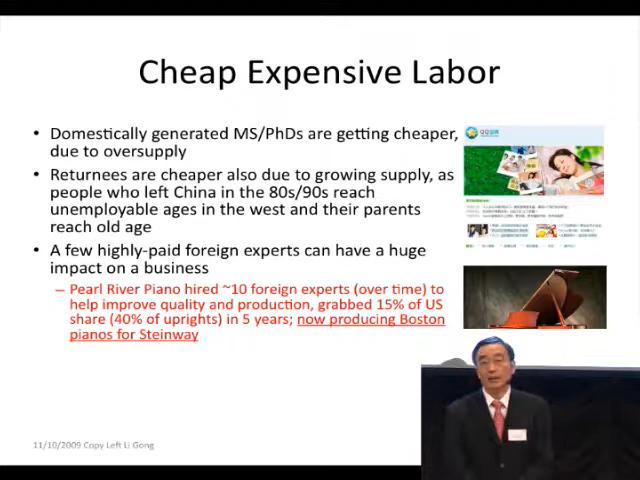 Cheap Expensive Labor
• Domestically generated MS/PhDs are getting cheaper,
due to oversupply
• Returnees are cheaper also due to growing supply, as
people who left China in the 80s/90s reach
unemployable ages in the west and their parents
reach old age
• A few highly-paid foreign experts can have a huge
impact on a business
– Pearl River Piano hired ~10 foreign experts (over time) to
help improve quality and production, grabbed 15% of US
share (40% of uprights) in 5 years; now producing Boston
pianos for Steinway
11/10/2009 Copy Left Li Gong